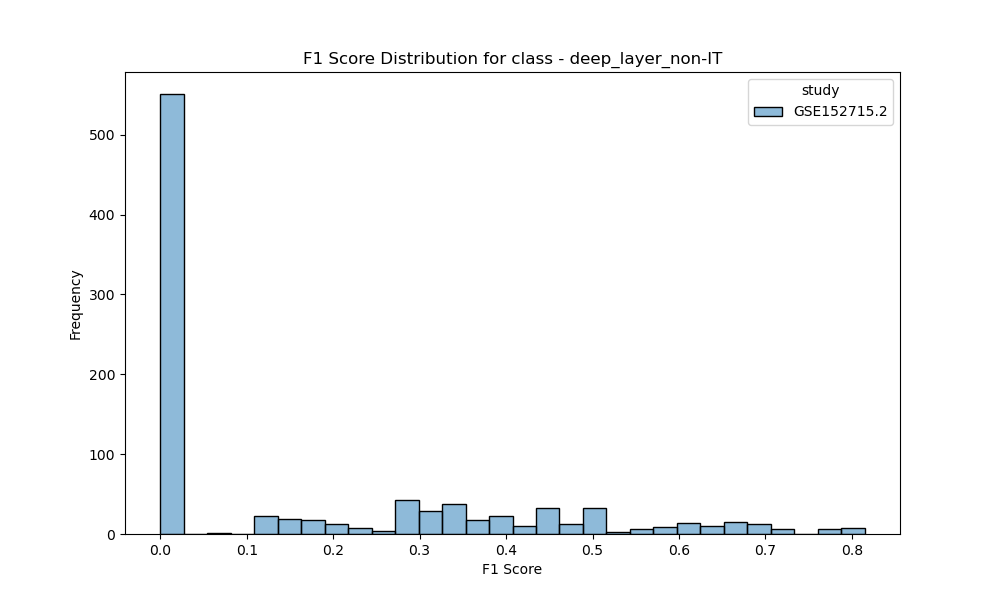 F1 Score Distribution for class - deep_layer_non-IT
study
GSE152715.2
500
400
300
200
100
0
Frequency
0.0 0.1 0.2 0.3 0.4 0.5 0.6 0.7 0.8
F1 Score